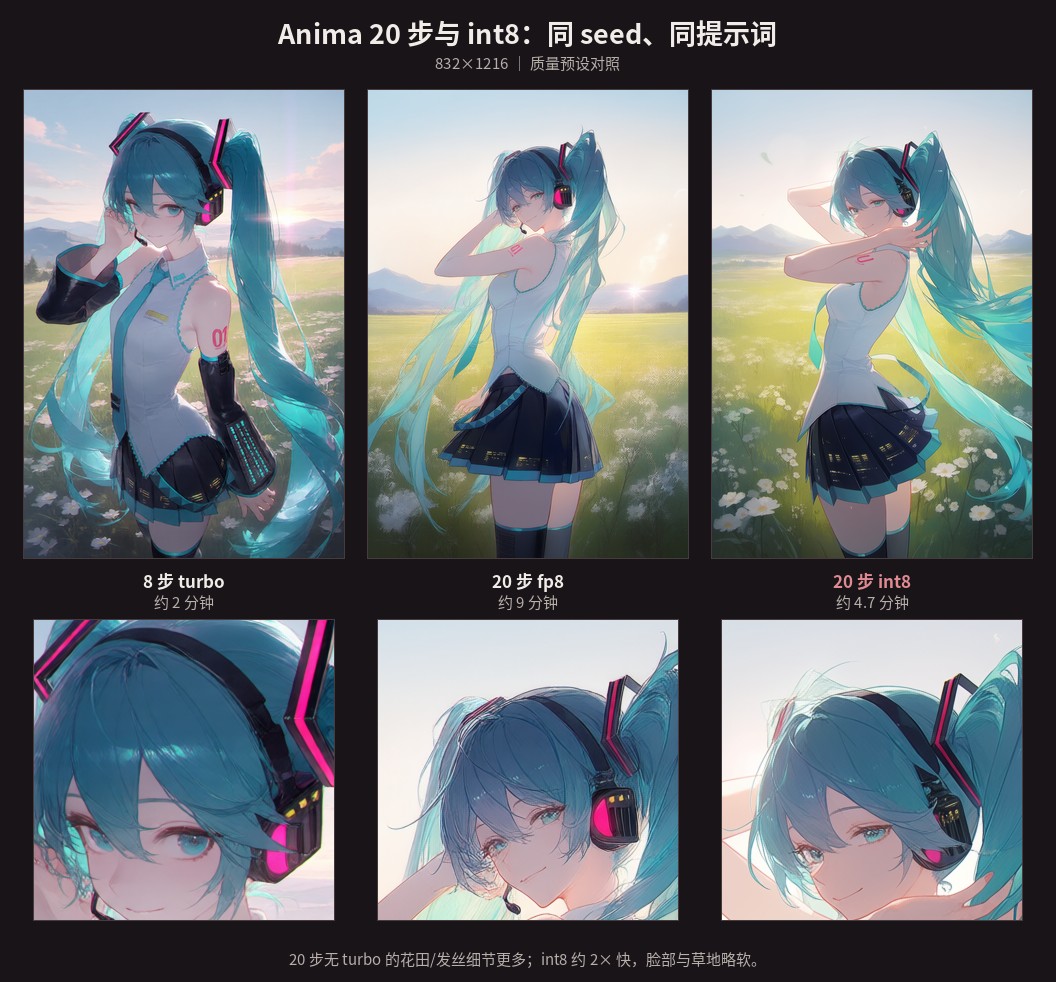 Anima 20 步与 int8：同 seed、同提示词
832×1216 ｜ 质量预设对照
01
8 步 turbo
20 步 fp8
20 步 int8
约 2 分钟
约 9 分钟
约 4.7 分钟
20 步无 turbo 的花田/发丝细节更多；int8 约 2× 快，脸部与草地略软。